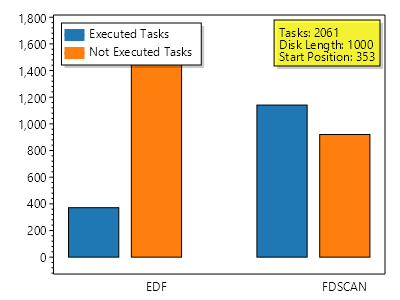 1,800
1,600
1,400
1,200
1,000
800
600
400
200
0
Executed Tasks
Not Executed Tasks
Tasks: 2061
Disk Length: 1000
Start Position: 353
EDF
FDSCAN